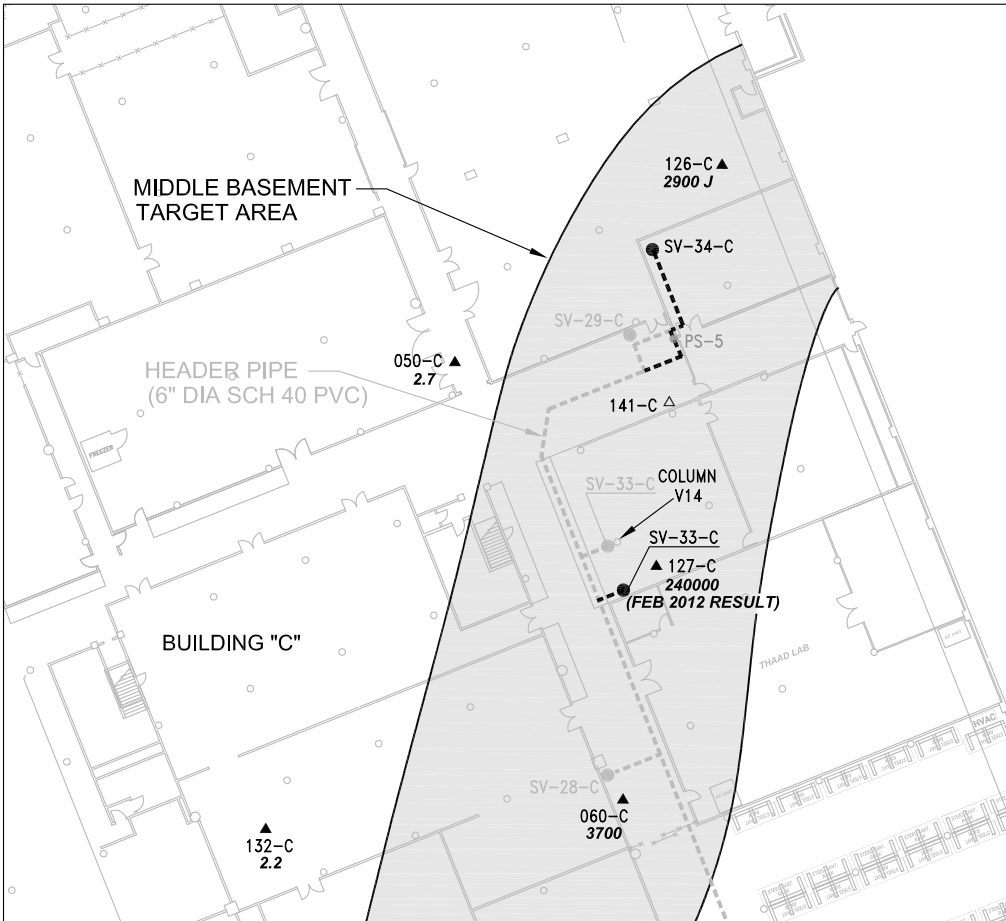 126-C
2900 J
MIDDLE BASEMENT
TARGET AREA
SV-34-C
SV-29-C
PS-5
050-C
2.7
HEADER PIPE
(6" DIA SCH 40 PVC)
141-C
FREEZER
SV-33-C
COLUMN
V14
SV-33-C
127-C
240000
(FEB 2012 RESULT)
BUILDING "C"
THAAD LAB
AC UNIT
HVAC
SV-28-C
060-C
3700
132-C
2.2